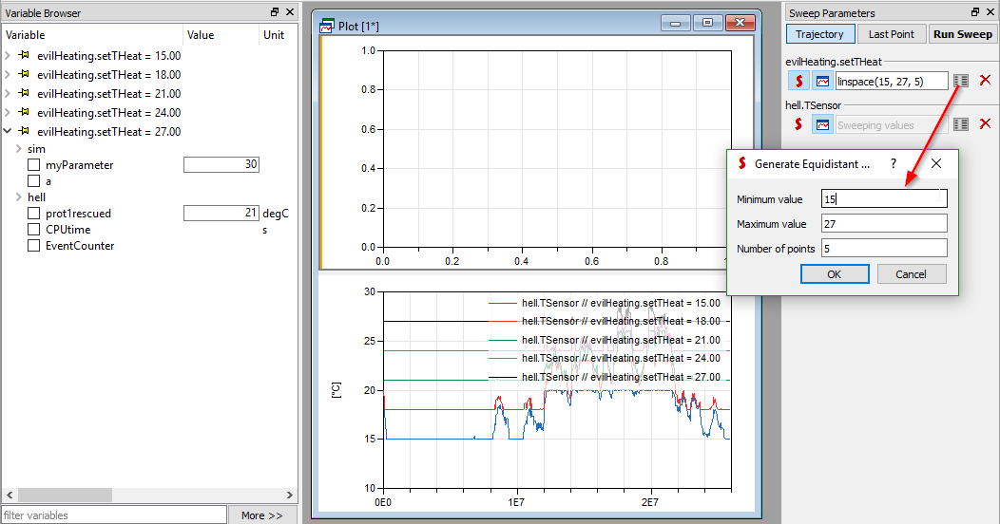 Variable Browser
Variable Value Unit
evilHeating.setTHeat = 15.00
evilHeating.setTHeat = 18.00
evilHeating.setTHeat = 21.00
evilHeating.setTHeat = 24.00
evilHeating.setTHeat = 27.00
sim
myParameter 30
a
hell
prot1rescued 21 degC
CPUtime s
EventCounter
filter variables More >>
Plot [1*]
1.0
0.8
0.6
0.4
0.2
0.0
0.0 0.2 0.4 0.6 0.8 1
30
25
20
15
10
[°C]
hell.TSensor // evilHeating.setTHeat = 15.00
hell.TSensor // evilHeating.setTHeat = 18.00
hell.TSensor // evilHeating.setTHeat = 21.00
hell.TSensor // evilHeating.setTHeat = 24.00
hell.TSensor // evilHeating.setTHeat = 27.00
0E0 1E7 2E7
Sweep Parameters
Trajectory Last Point Run Sweep
evilHeating.setTHeat
linspace(15, 27, 5)
hell.TSensor
Sweeping values
Generate Equidistant ... ?
Minimum value 15
Maximum value 27
Number of points 5
OK Cancel